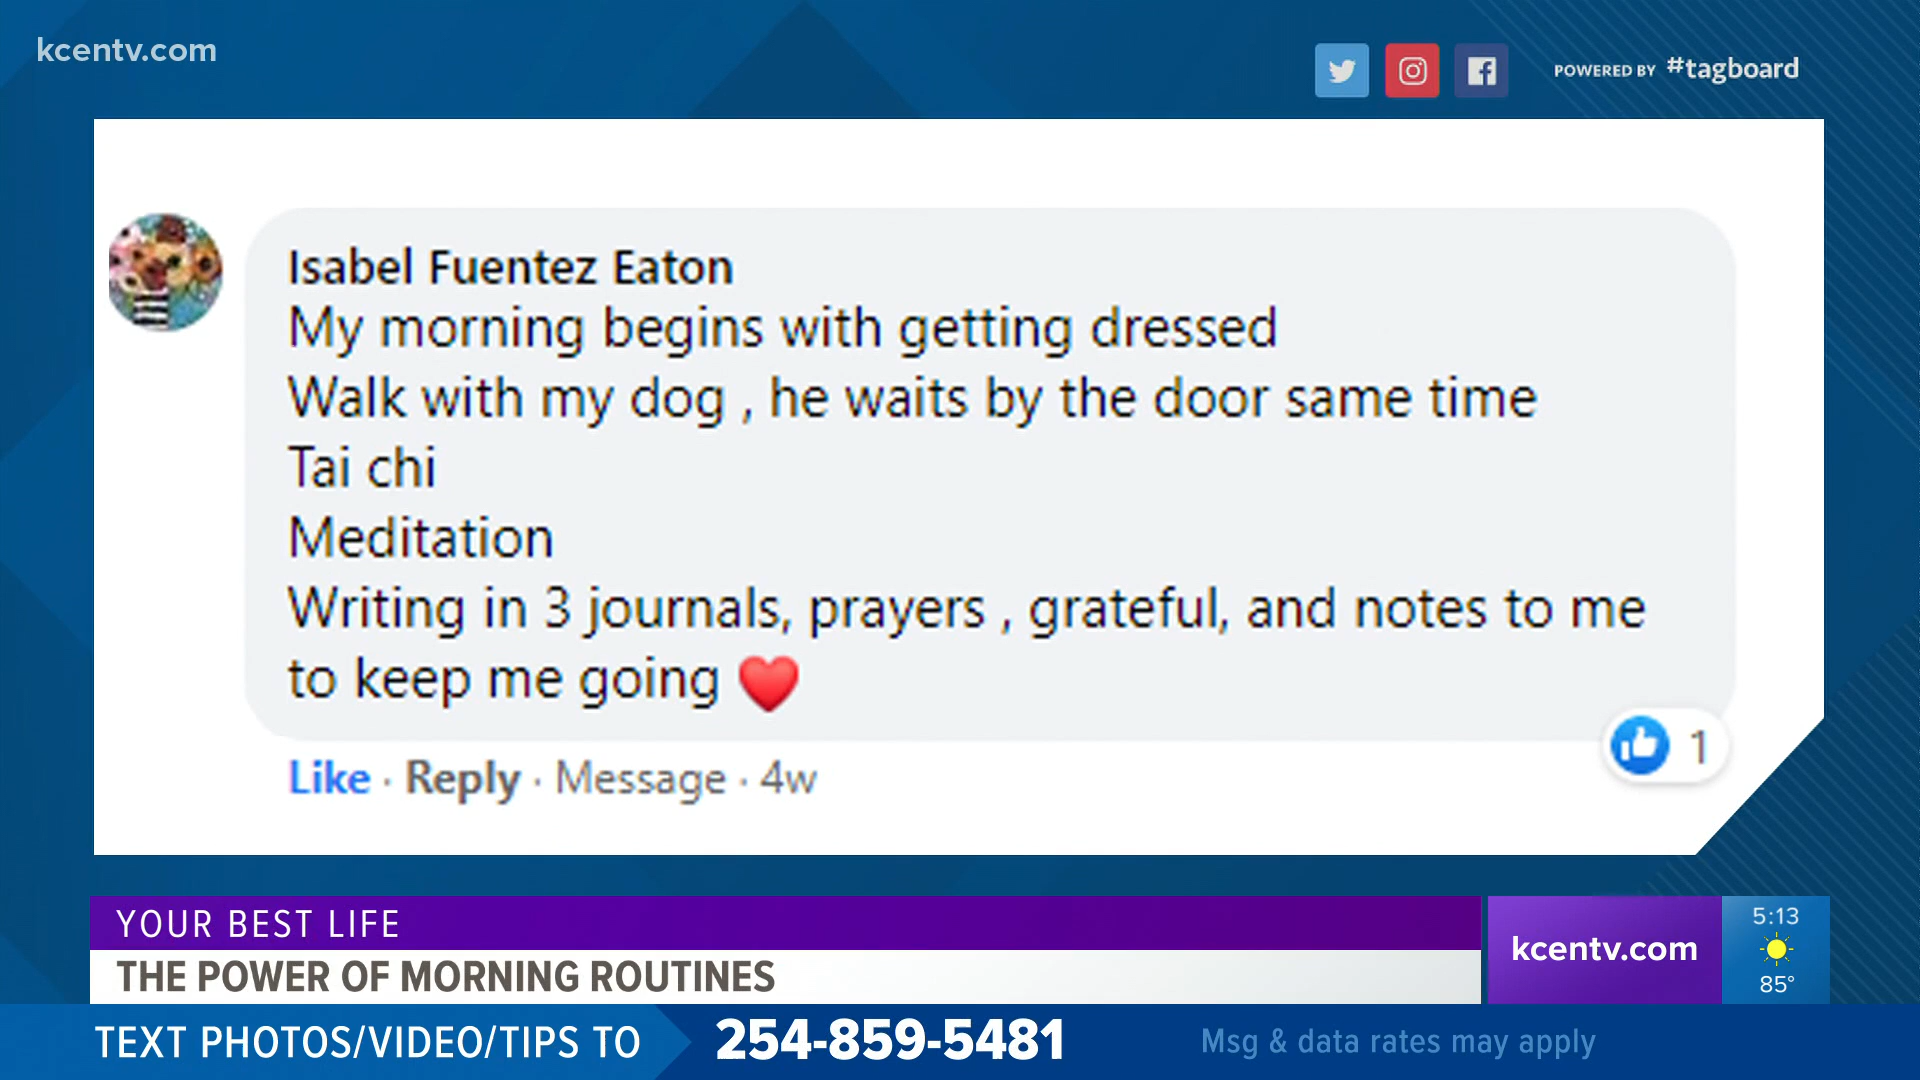 kcentv.com
POWERED BY #tagboard
Isabel Fuentez Eaton
My morning begins with getting dressed
Walk with my dog , he waits by the door same time
Tai chi
Meditation
Writing in 3 journals, prayers , grateful, and notes to me
to keep me going ❤️
1
Like · Reply · Message · 4w
YOUR BEST LIFE
THE POWER OF MORNING ROUTINES
kcentv.com
5:13
85°
TEXT PHOTOS/VIDEO/TIPS TO 254-859-5481 Msg & data rates may apply